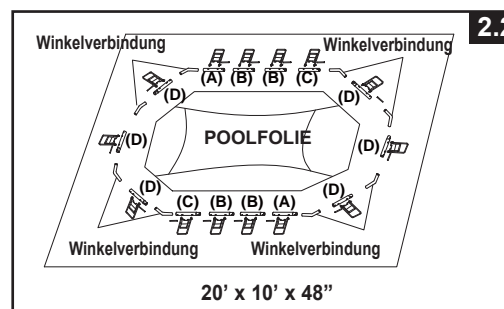 2.2
Winkelverbindung Winkelverbindung
(A) (B) (B) (C)
(D) (D)
(D) POOLFOLIE (D)
(D) (D)
(C) (B) (B) (A)
Winkelverbindung Winkelverbindung
20’ x 10’ x 48”